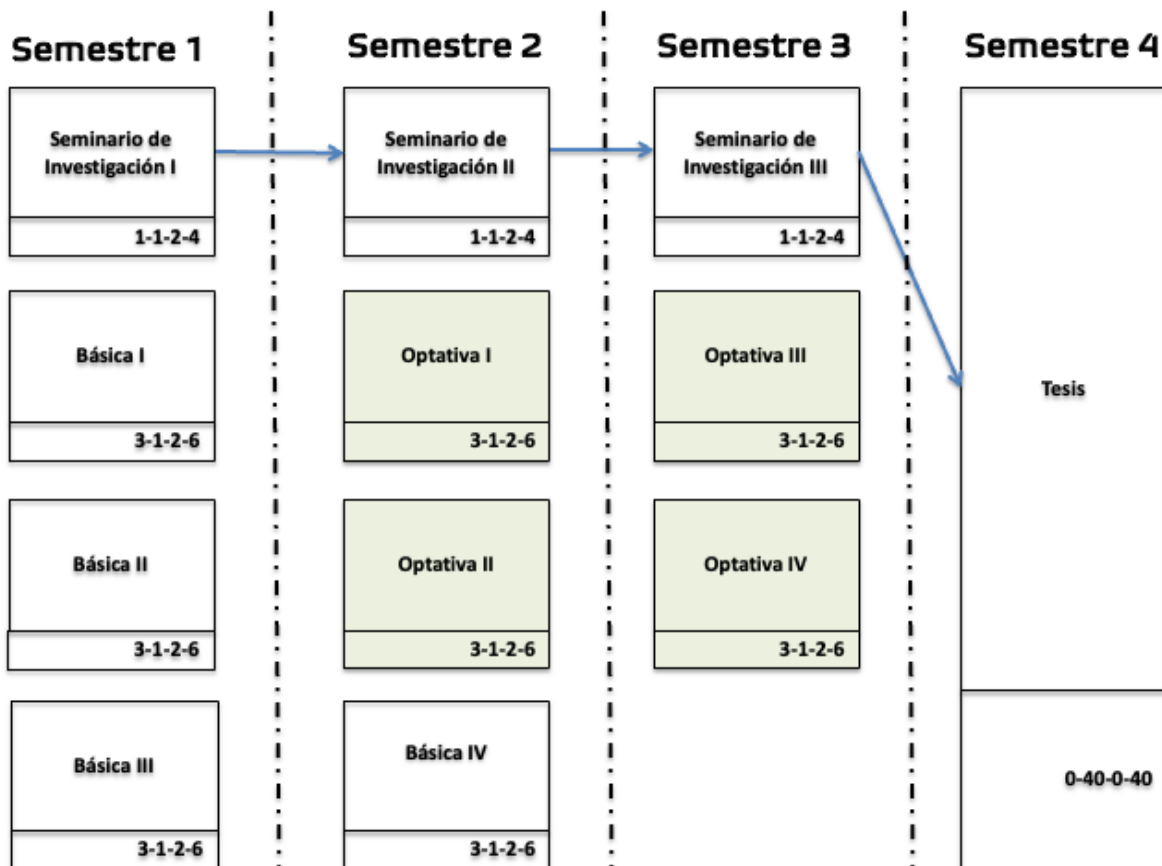 Semestre 1
Semestre 2
Semestre 3
Semestre 4
Seminario de
Investigación I
1-1-2-4
Seminario de
Investigación II
1-1-2-4
Seminario de
Investigación III
1-1-2-4
Básica I
3-1-2-6
Optativa I
3-1-2-6
Optativa III
3-1-2-6
Tesis
Básica II
3-1-2-6
Optativa II
3-1-2-6
Optativa IV
3-1-2-6
Básica III
3-1-2-6
Básica IV
3-1-2-6
0-40-0-40